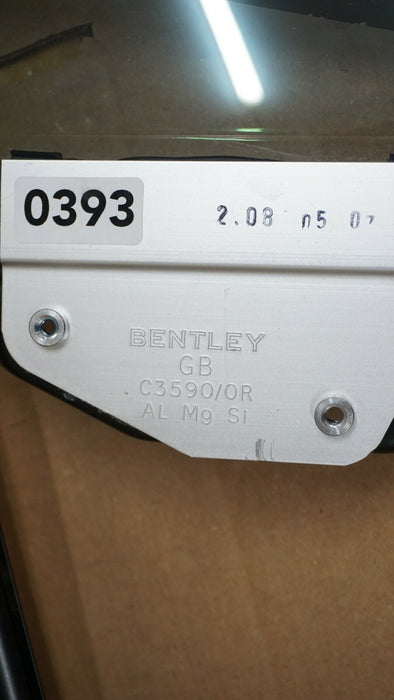 0393
2.08 05 07
BENTLEY
GB
C3590/0R
AL Mg Si